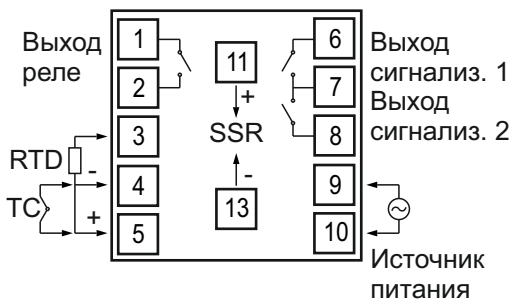 Выход
реле
1
2
3
4
5
RTD
-
TC
+
11
+
SSR
-
13
6
7
8
9
10
Выход
сигнализ. 1
Выход
сигнализ. 2
Источник
питания